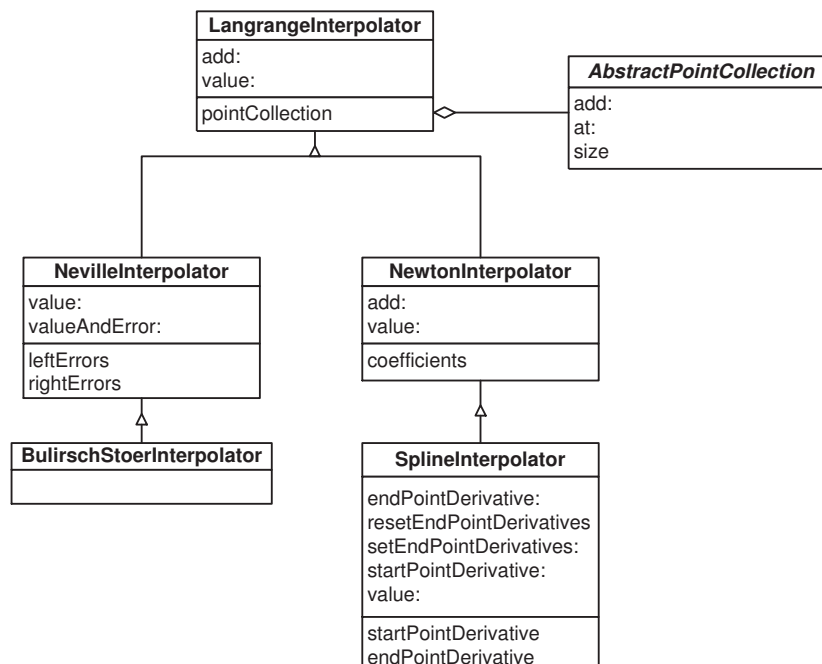 LangrangeInterpolator
add:
value:
pointCollection
AbstractPointCollection
add:
at:
size
NevilleInterpolator
value:
valueAndError:
leftErrors
rightErrors
NewtonInterpolator
add:
value:
coefficients
BulirschStoerInterpolator
SplineInterpolator
endPointDerivative:
resetEndPointDerivatives
setEndPointDerivatives:
startPointDerivative:
value:
startPointDerivative
endPointDerivative